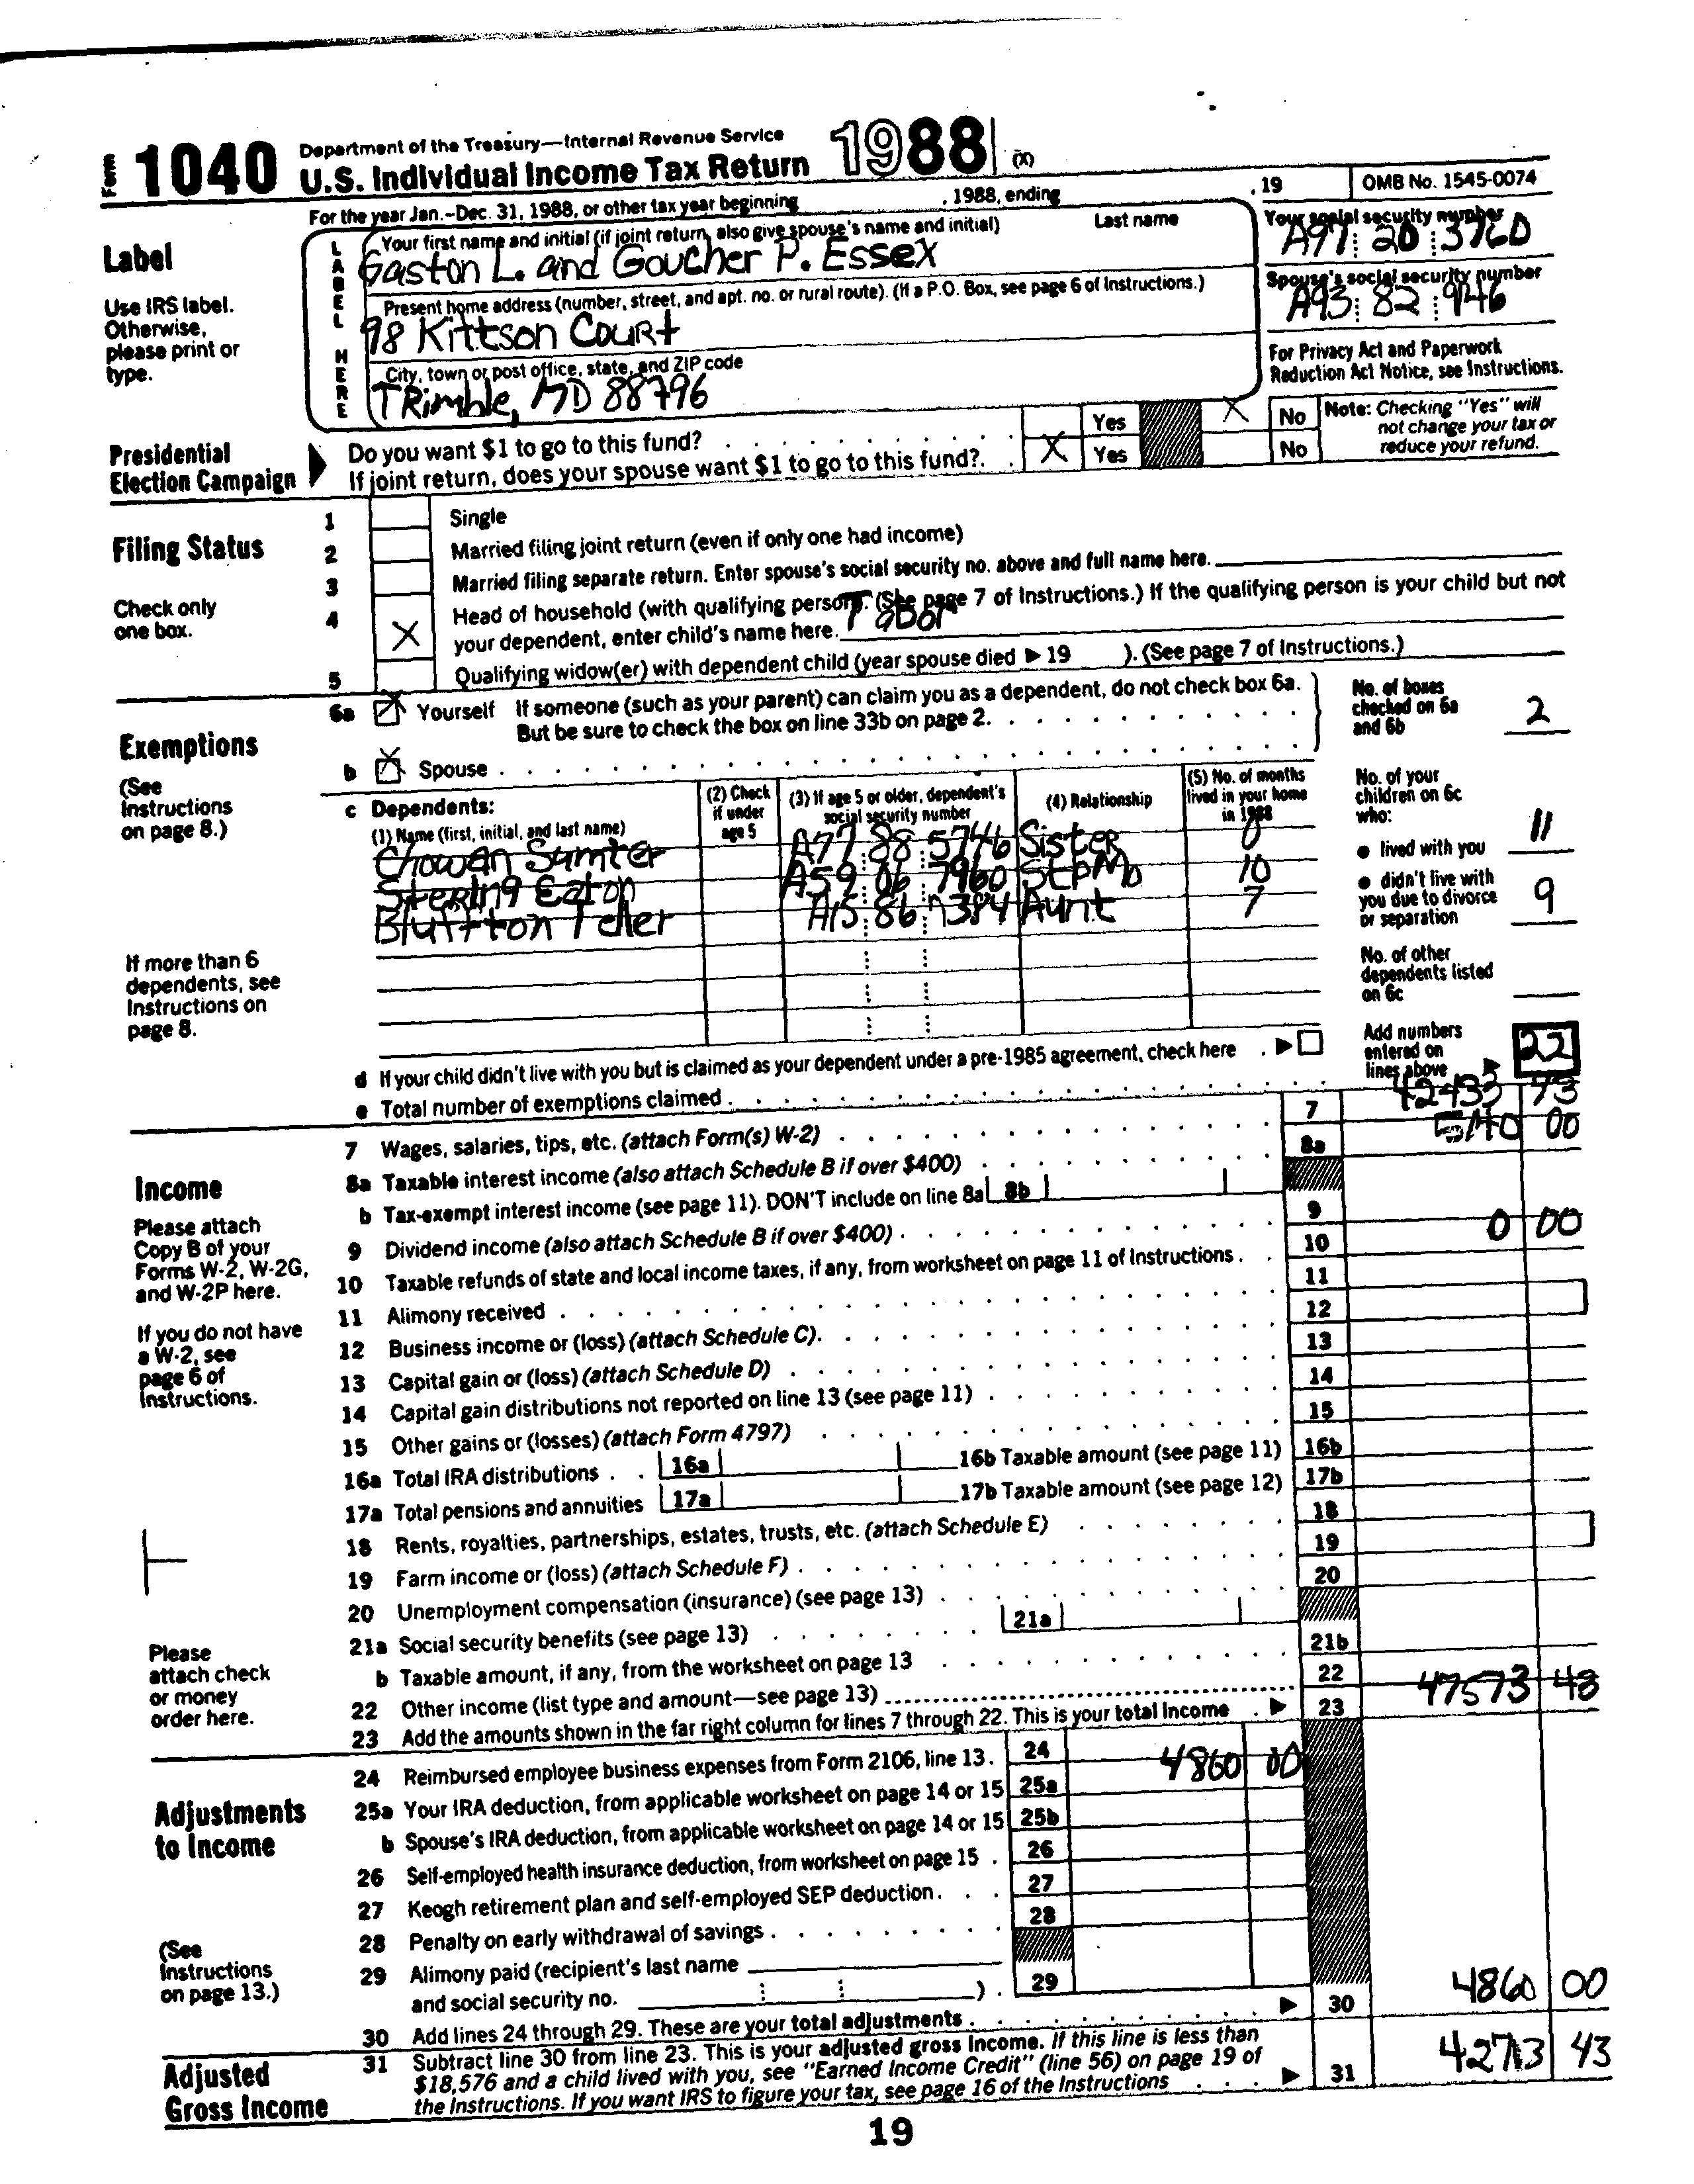 Form 1040 Department of the Treasury—Internal Revenue Service
U.S. Individual Income Tax Return 1988 (X)
For the year Jan.-Dec. 31, 1988, or other tax year beginning , 1988, ending , 19 OMB No. 1545-0074
Label
Use IRS label. Otherwise, please print or type.
LABEL HERE
Your first name and initial (if joint return, also give spouse's name and initial) Last name
Gaston L. and Goucher P. Essex
Your social security number
A97 20 3760
Present home address (number, street, and apt. no. or rural route). (If a P.O. Box, see page 6 of Instructions.)
98 Kittson Court
Spouse's social security number
A93 82 946
City, town or post office, state, and ZIP code
TRimble, MD 88796
For Privacy Act and Paperwork Reduction Act Notice, see Instructions.
Presidential Election Campaign
Do you want $1 to go to this fund? Yes X No
If joint return, does your spouse want $1 to go to this fund? X Yes No
Note: Checking "Yes" will not change your tax or reduce your refund.
Filing Status
Check only one box.
1 Single
2 Married filing joint return (even if only one had income)
3 Married filing separate return. Enter spouse's social security no. above and full name here.
4 X Head of household (with qualifying person). (See page 7 of Instructions.) If the qualifying person is your child but not
your dependent, enter child's name here. Tabor
5 Qualifying widow(er) with dependent child (year spouse died ▶ 19 ). (See page 7 of Instructions.)
Exemptions
(See Instructions on page 8.)
6a X Yourself If someone (such as your parent) can claim you as a dependent, do not check box 6a.
But be sure to check the box on line 33b on page 2.
b X Spouse
No. of boxes checked on 6a and 6b 2
c Dependents:
(1) Name (first, initial, and last name)
(2) Check if under age 5
(3) If age 5 or older, dependent's social security number
(4) Relationship
(5) No. of months lived in your home in 1988
Chowan Sumter A77 88 5746 Sister 0
Sterling Eaton A59 06 7960 StpMo 10
Bluffton Teller A15 86 7384 Aunt 7
No. of your children on 6c who:
● lived with you 11
● didn't live with you due to divorce or separation 9
No. of other dependents listed on 6c
If more than 6 dependents, see Instructions on page 8.
d If your child didn't live with you but is claimed as your dependent under a pre-1985 agreement, check here ▶
e Total number of exemptions claimed
Add numbers entered on lines above ▶ 22
Income
Please attach Copy B of your Forms W-2, W-2G, and W-2P here.
If you do not have a W-2, see page 6 of Instructions.
Please attach check or money order here.
7 Wages, salaries, tips, etc. (attach Form(s) W-2) 7 42433 43
8a Taxable interest income (also attach Schedule B if over $400) 8a 5140 00
b Tax-exempt interest income (see page 11). DON'T include on line 8a 8b
9 Dividend income (also attach Schedule B if over $400) 9
10 Taxable refunds of state and local income taxes, if any, from worksheet on page 11 of Instructions 10 0 00
11 Alimony received 11
12 Business income or (loss) (attach Schedule C) 12
13 Capital gain or (loss) (attach Schedule D) 13
14 Capital gain distributions not reported on line 13 (see page 11) 14
15 Other gains or (losses) (attach Form 4797) 15
16a Total IRA distributions 16a 16b Taxable amount (see page 11) 16b
17a Total pensions and annuities 17a 17b Taxable amount (see page 12) 17b
18 Rents, royalties, partnerships, estates, trusts, etc. (attach Schedule E) 18
19 Farm income or (loss) (attach Schedule F) 19
20 Unemployment compensation (insurance) (see page 13) 20
21a Social security benefits (see page 13) 21a
b Taxable amount, if any, from the worksheet on page 13 21b
22 Other income (list type and amount—see page 13) 22
23 Add the amounts shown in the far right column for lines 7 through 22. This is your total income ▶ 23 47573 43
Adjustments to Income
(See Instructions on page 13.)
24 Reimbursed employee business expenses from Form 2106, line 13. 24 4860 00
25a Your IRA deduction, from applicable worksheet on page 14 or 15 25a
b Spouse's IRA deduction, from applicable worksheet on page 14 or 15 25b
26 Self-employed health insurance deduction, from worksheet on page 15 26
27 Keogh retirement plan and self-employed SEP deduction 27
28 Penalty on early withdrawal of savings 28
29 Alimony paid (recipient's last name
and social security no. ) 29
30 Add lines 24 through 29. These are your total adjustments ▶ 30 4860 00
Adjusted Gross Income
31 Subtract line 30 from line 23. This is your adjusted gross income. If this line is less than
$18,576 and a child lived with you, see "Earned Income Credit" (line 56) on page 19 of
the Instructions. If you want IRS to figure your tax, see page 16 of the Instructions ▶ 31 42713 43
19